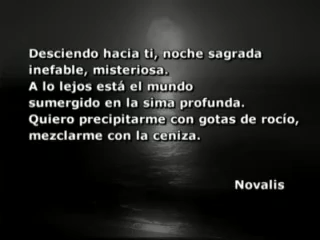 Desciendo hacia ti, noche sagrada
inefable, misteriosa.
A lo lejos está el mundo
sumergido en la sima profunda.
Quiero precipitarme con gotas de rocío,
mezclarme con la ceniza.
Novalis